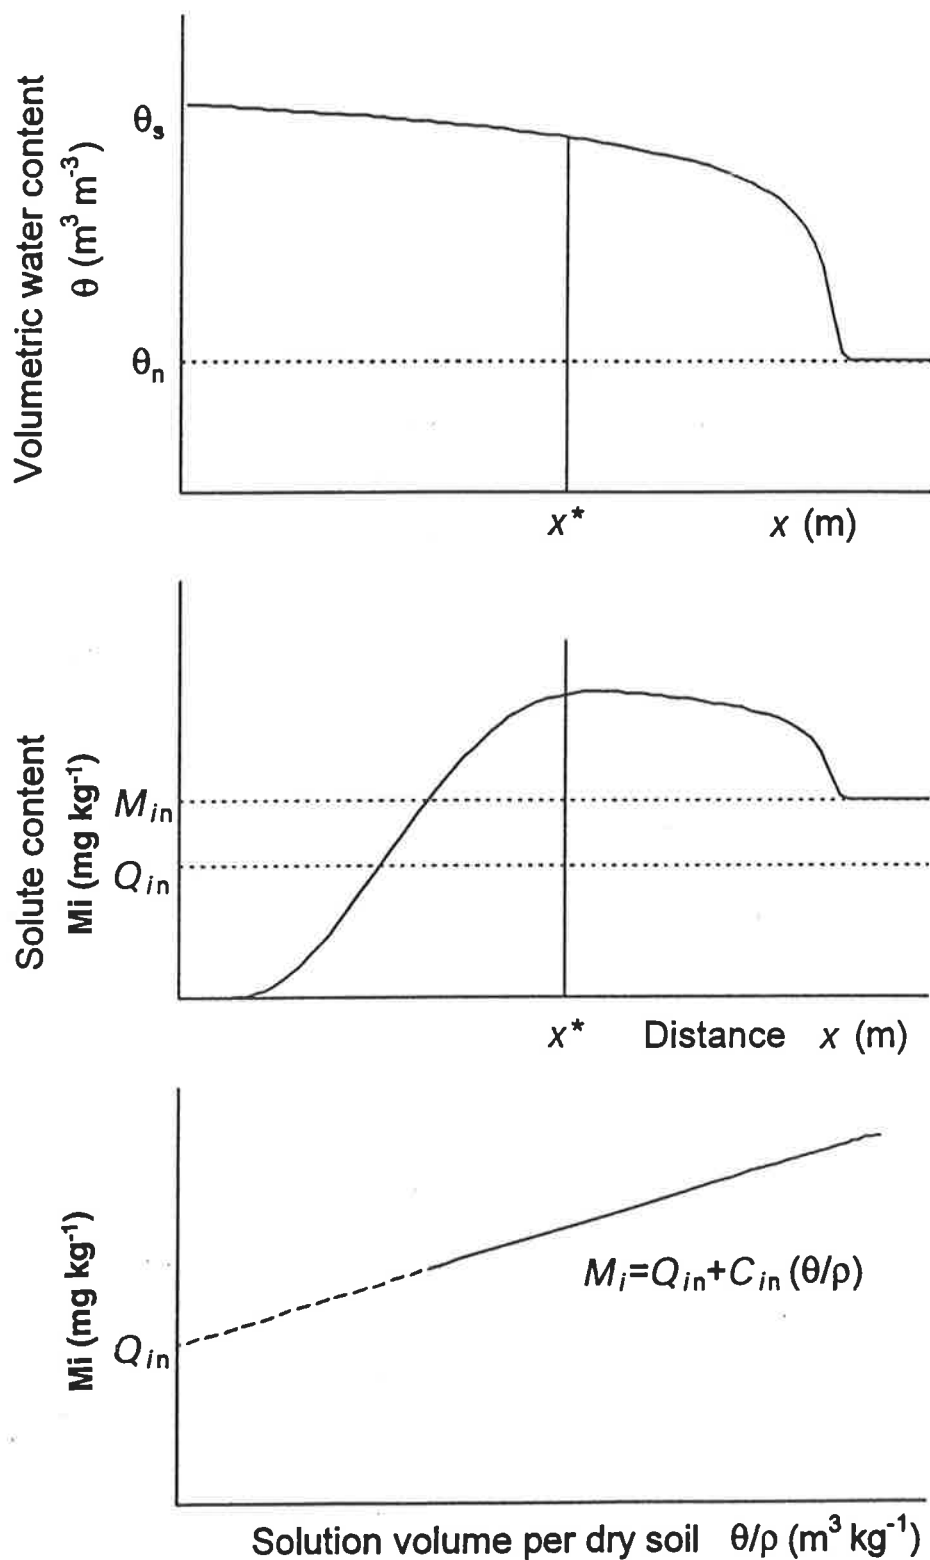 Volumetric water content
θ (m³ m⁻³)
θₛ
θₙ
x* x (m)
Solute content
Mi (mg kg⁻¹)
Mᵢₙ
Qᵢₙ
x* Distance x (m)
Mi (mg kg⁻¹)
Qᵢₙ
Mᵢ=Qᵢₙ+Cᵢₙ(θ/ρ)
Solution volume per dry soil θ/ρ (m³ kg⁻¹)